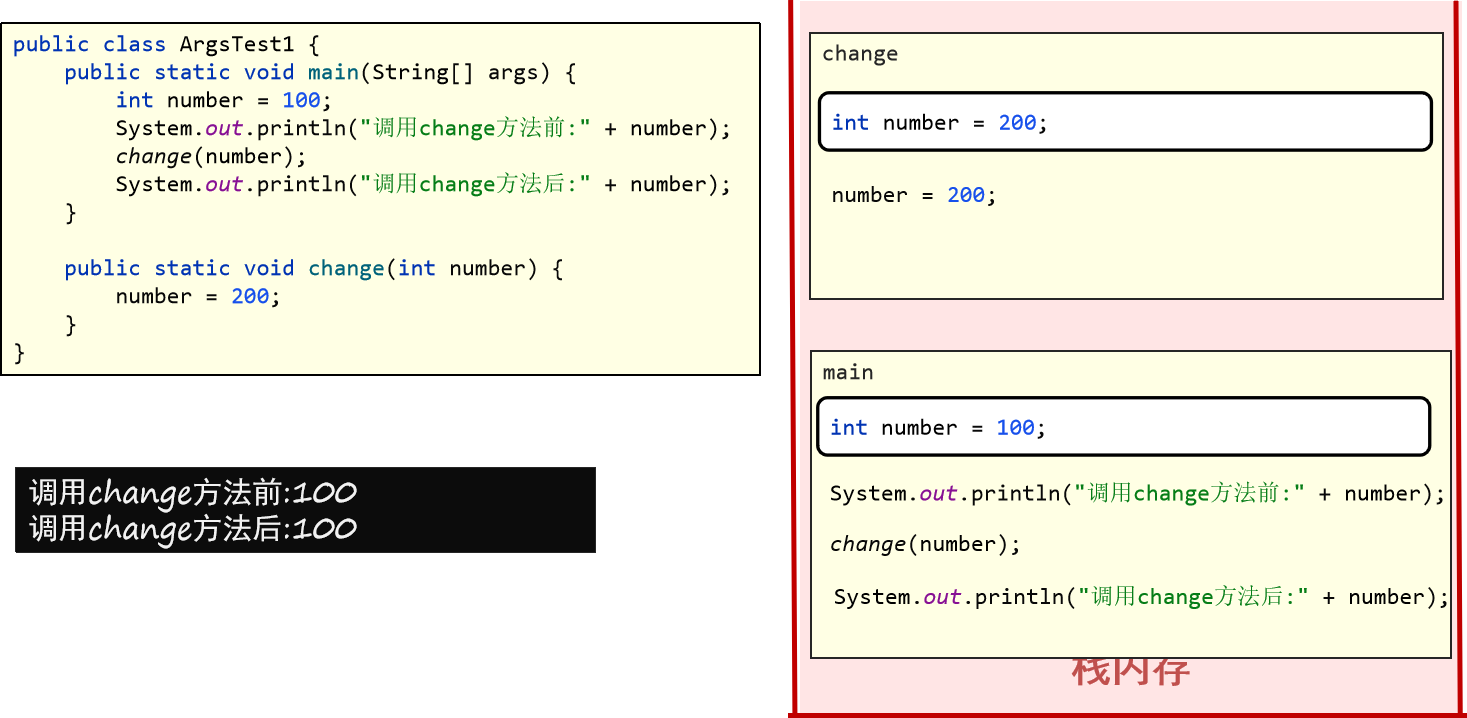 public class ArgsTest1 {
    public static void main(String[] args) {
        int number = 100;
        System.out.println("调用change方法前:" + number);
        change(number);
        System.out.println("调用change方法后:" + number);
    }
    public static void change(int number) {
        number = 200;
    }
}
调用change方法前:100
调用change方法后:100
change
int number = 200;
number = 200;
main
int number = 100;
System.out.println("调用change方法前:" + number);
change(number);
System.out.println("调用change方法后:" + number);
栈内存